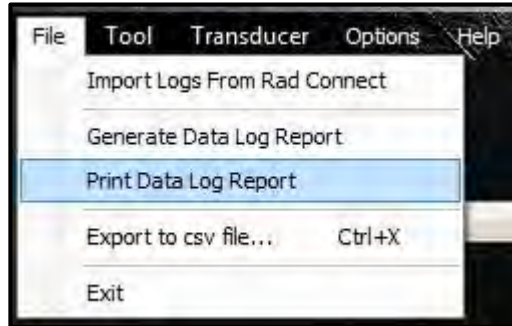 File Tool Transducer Options Help
Import Logs From Rad Connect
Generate Data Log Report
Print Data Log Report
Export to csv file... Ctrl+X
Exit